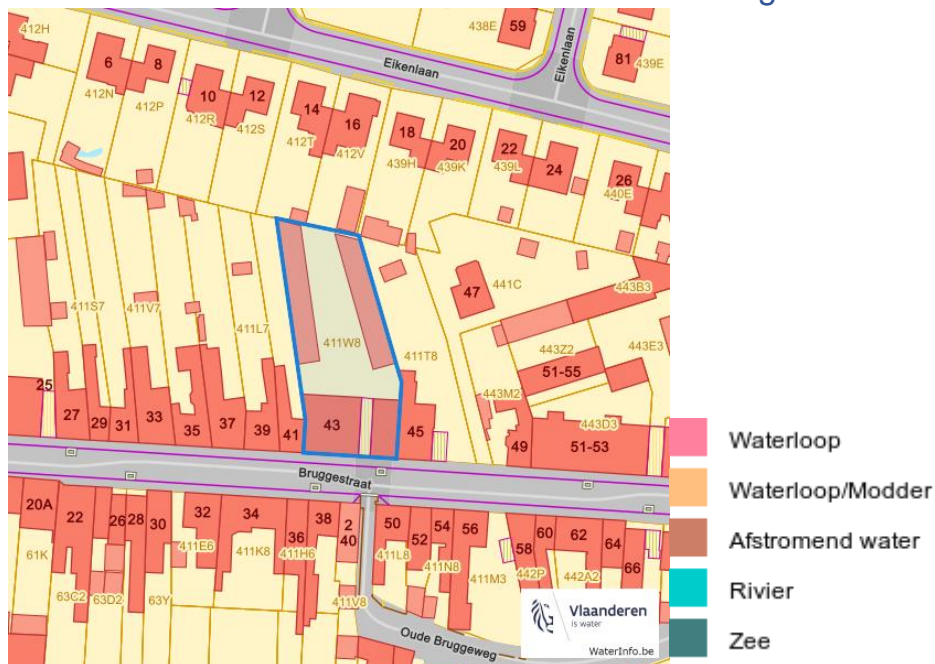 412H
438E
59
81
439E
Eikenlaan
Eikenlaan
6
8
412N
412P
10
12
412R
412S
14
16
412T
412V
18
20
439H
439K
22
24
439L
26
440E
47
441C
443B3
411S7
411V7
411L7
411W8
411T8
443Z2
443E3
51-55
443M2
25
27
29
31
33
35
37
39
41
43
45
49
443D3
51-53
Bruggestraat
20A
22
26
28
30
32
34
36
38
2
40
50
52
54
56
58
60
62
64
66
61K
63C2
63D2
63Y
411E6
411K8
411H6
411V8
411L8
411N8
411M3
442P
442A2
Oude Bruggeweg
Vlaanderen
is water
WaterInfo.be
Waterloop
Waterloop/Modder
Afstromend water
Rivier
Zee